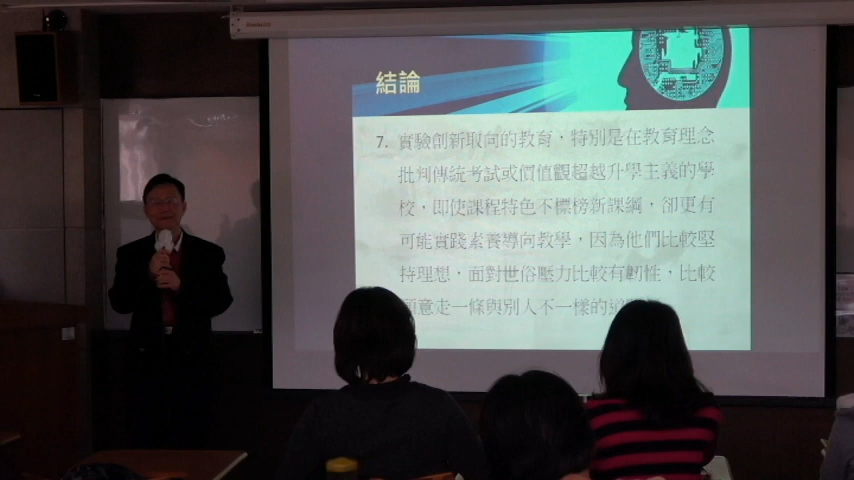 結論
7. 實驗創新取向的教育，特別是在教育理念
批判傳統考試或價值觀超越升學主義的學
校，即使課程特色不標榜新課綱，卻更有
可能實踐素養導向教學，因為他們比較堅
持理想，面對世俗壓力比較有韌性，比較
願意走一條與別人不一樣的道